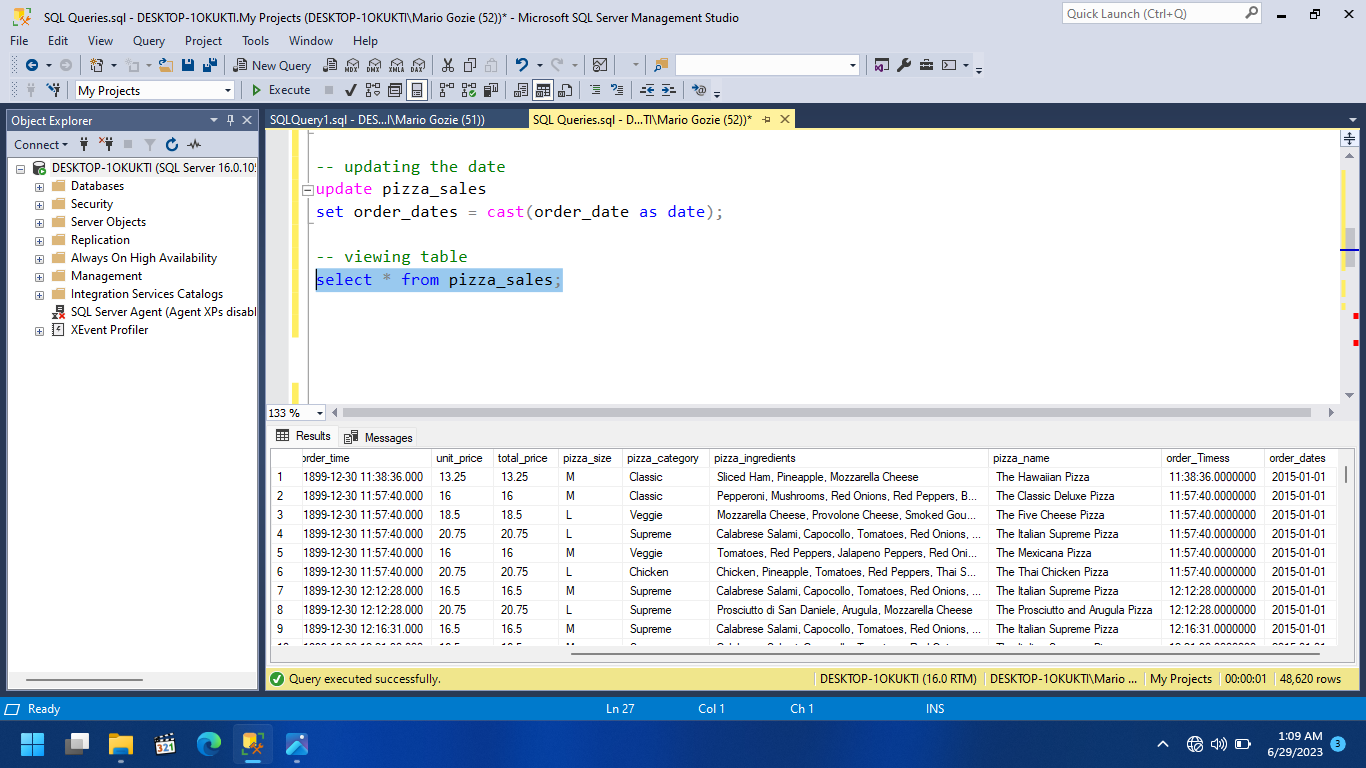 SQL Queries.sql - DESKTOP-1OKUKTI.My Projects (DESKTOP-1OKUKTI\Mario Gozie (52))* - Microsoft SQL Server Management Studio
Quick Launch (Ctrl+Q)
File Edit View Query Project Tools Window Help
New Query MDX DMX XMLA DAX
My Projects Execute
Object Explorer
SQLQuery1.sql - DES...I\Mario Gozie (51)) SQL Queries.sql - D...TI\Mario Gozie (52))*
Connect
DESKTOP-1OKUKTI (SQL Server 16.0.10
Databases
Security
Server Objects
Replication
Always On High Availability
Management
Integration Services Catalogs
SQL Server Agent (Agent XPs disabl
XEvent Profiler
-- updating the date
update pizza_sales
set order_dates = cast(order_date as date);
-- viewing table
select * from pizza_sales;
133 %
Results Messages
order_time unit_price total_price pizza_size pizza_category pizza_ingredients pizza_name order_Timess order_dates
1 1899-12-30 11:38:36.000 13.25 13.25 M Classic Sliced Ham, Pineapple, Mozzarella Cheese The Hawaiian Pizza 11:38:36.0000000 2015-01-01
2 1899-12-30 11:57:40.000 16 16 M Classic Pepperoni, Mushrooms, Red Onions, Red Peppers, B... The Classic Deluxe Pizza 11:57:40.0000000 2015-01-01
3 1899-12-30 11:57:40.000 18.5 18.5 L Veggie Mozzarella Cheese, Provolone Cheese, Smoked Gou... The Five Cheese Pizza 11:57:40.0000000 2015-01-01
4 1899-12-30 11:57:40.000 20.75 20.75 L Supreme Calabrese Salami, Capocollo, Tomatoes, Red Onions, ... The Italian Supreme Pizza 11:57:40.0000000 2015-01-01
5 1899-12-30 11:57:40.000 16 16 M Veggie Tomatoes, Red Peppers, Jalapeno Peppers, Red Oni... The Mexicana Pizza 11:57:40.0000000 2015-01-01
6 1899-12-30 11:57:40.000 20.75 20.75 L Chicken Chicken, Pineapple, Tomatoes, Red Peppers, Thai S... The Thai Chicken Pizza 11:57:40.0000000 2015-01-01
7 1899-12-30 12:12:28.000 16.5 16.5 M Supreme Calabrese Salami, Capocollo, Tomatoes, Red Onions, ... The Italian Supreme Pizza 12:12:28.0000000 2015-01-01
8 1899-12-30 12:12:28.000 20.75 20.75 L Supreme Prosciutto di San Daniele, Arugula, Mozzarella Cheese The Prosciutto and Arugula Pizza 12:12:28.0000000 2015-01-01
9 1899-12-30 12:16:31.000 16.5 16.5 M Supreme Calabrese Salami, Capocollo, Tomatoes, Red Onions, ... The Italian Supreme Pizza 12:16:31.0000000 2015-01-01
Query executed successfully. DESKTOP-1OKUKTI (16.0 RTM) DESKTOP-1OKUKTI\Mario ... My Projects 00:00:01 48,620 rows
Ready Ln 27 Col 1 Ch 1 INS
321
1:09 AM
6/29/2023
3